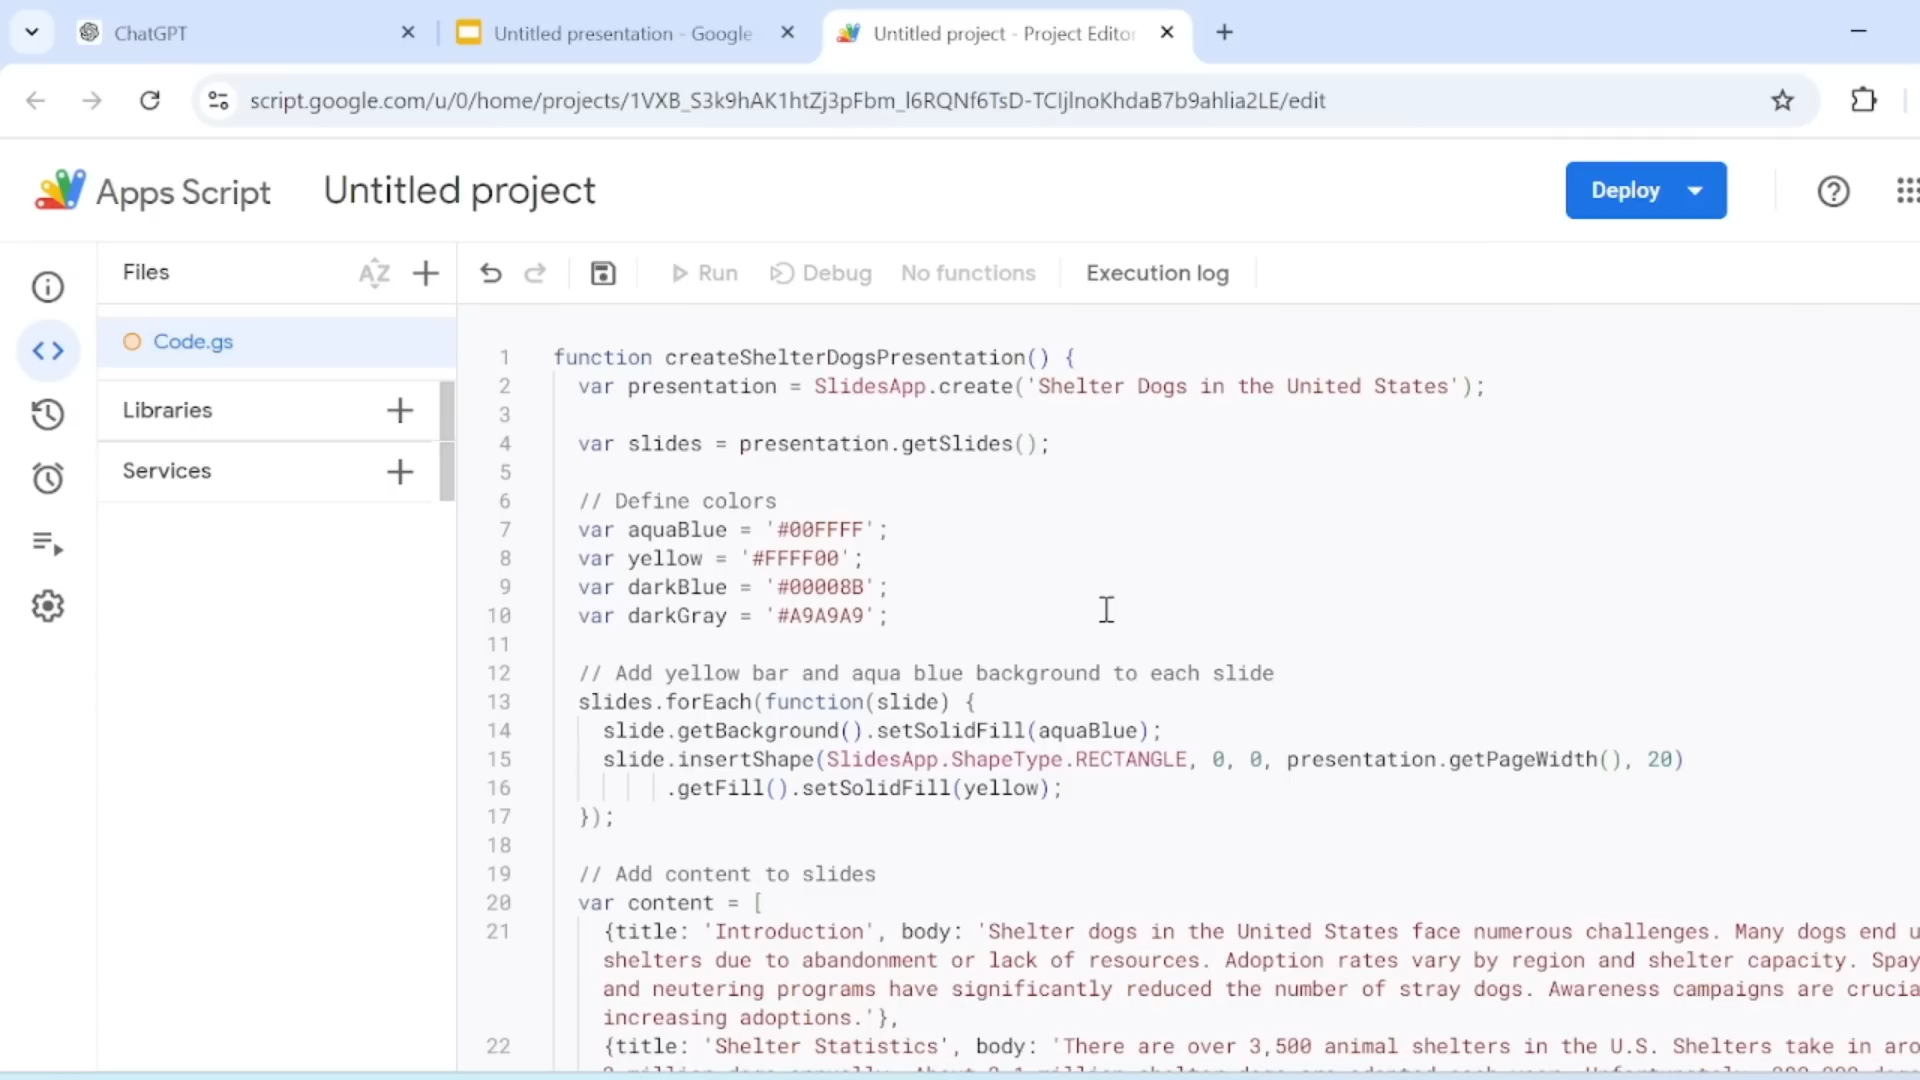 ChatGPT
Untitled presentation - Google
Untitled project - Project Editor
script.google.com/u/0/home/projects/1VXB_S3k9hAK1htZj3pFbm_l6RQNf6TsD-TCIjlnoKhdaB7b9ahlia2LE/edit
Apps Script
Untitled project
Deploy
Files
AZ
Run
Debug
No functions
Execution log
Code.gs
Libraries
Services
1 function createShelterDogsPresentation() {
2 var presentation = SlidesApp.create('Shelter Dogs in the United States');
3
4 var slides = presentation.getSlides();
5
6 // Define colors
7 var aquaBlue = '#00FFFF';
8 var yellow = '#FFFF00';
9 var darkBlue = '#00008B';
10 var darkGray = '#A9A9A9';
11
12 // Add yellow bar and aqua blue background to each slide
13 slides.forEach(function(slide) {
14 slide.getBackground().setSolidFill(aquaBlue);
15 slide.insertShape(SlidesApp.ShapeType.RECTANGLE, 0, 0, presentation.getPageWidth(), 20)
16 .getFill().setSolidFill(yellow);
17 });
18
19 // Add content to slides
20 var content = [
21 {title: 'Introduction', body: 'Shelter dogs in the United States face numerous challenges. Many dogs end u
shelters due to abandonment or lack of resources. Adoption rates vary by region and shelter capacity. Spay
and neutering programs have significantly reduced the number of stray dogs. Awareness campaigns are crucia
increasing adoptions.'},
22 {title: 'Shelter Statistics', body: 'There are over 3,500 animal shelters in the U.S. Shelters take in aro